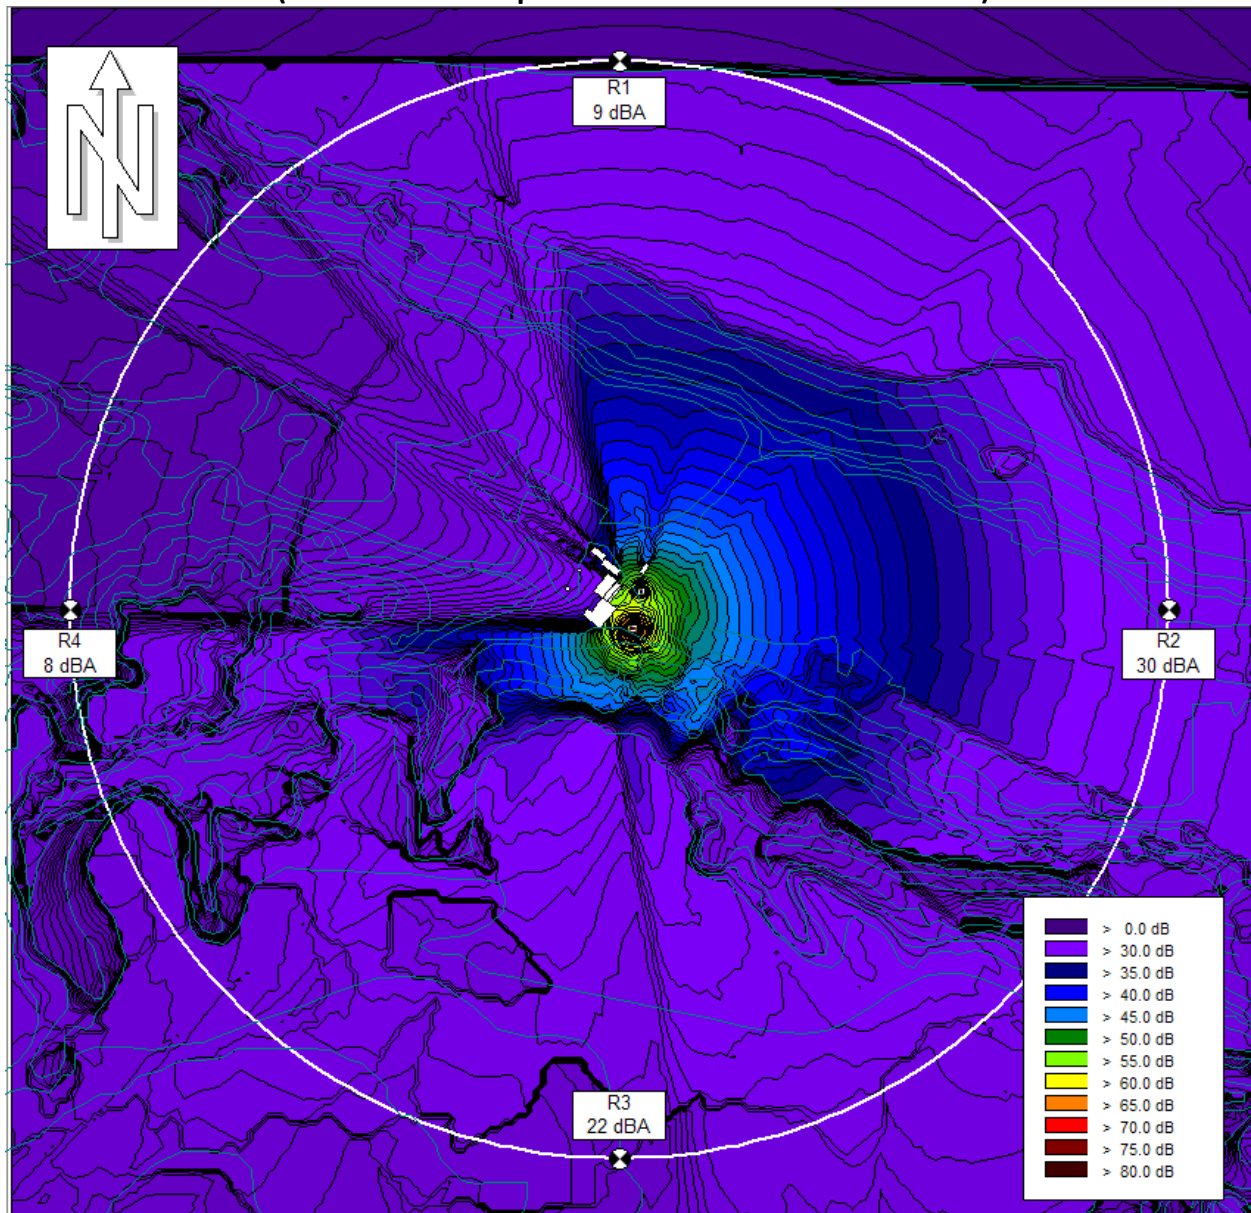 R1
9 dBA
R2
30 dBA
R4
8 dBA
R3
22 dBA
> 0.0 dB
> 30.0 dB
> 35.0 dB
> 40.0 dB
> 45.0 dB
> 50.0 dB
> 55.0 dB
> 60.0 dB
> 65.0 dB
> 70.0 dB
> 75.0 dB
> 80.0 dB